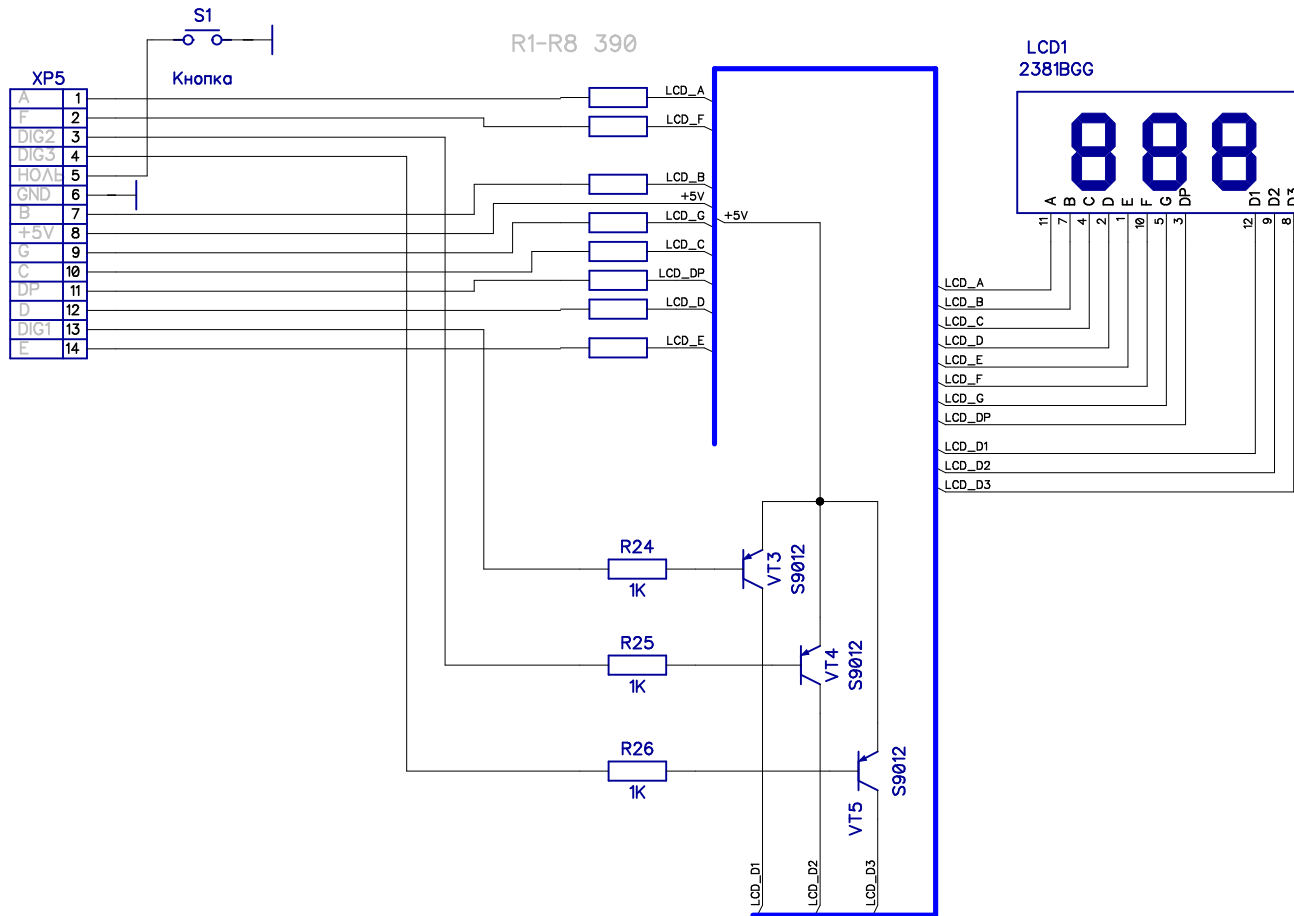 S1
Кнопка
R1-R8 390
XP5
A 1
F 2
DIG2 3
DIG3 4
НОЛЬ 5
GND 6
B 7
+5V 8
G 9
C 10
DP 11
D 12
DIG1 13
E 14
LCD_A
LCD_F
LCD_B
+5V
LCD_G
+5V
LCD_C
LCD_DP
LCD_D
LCD_E
LCD1
2381BGG
A B C D E F G DP D1 D2 D3
11 7 4 2 1 10 5 3 12 9 8
LCD_A
LCD_B
LCD_C
LCD_D
LCD_E
LCD_F
LCD_G
LCD_DP
LCD_D1
LCD_D2
LCD_D3
R24
1K
VT3
S9012
R25
1K
VT4
S9012
R26
1K
VT5
S9012
LCD_D1
LCD_D2
LCD_D3